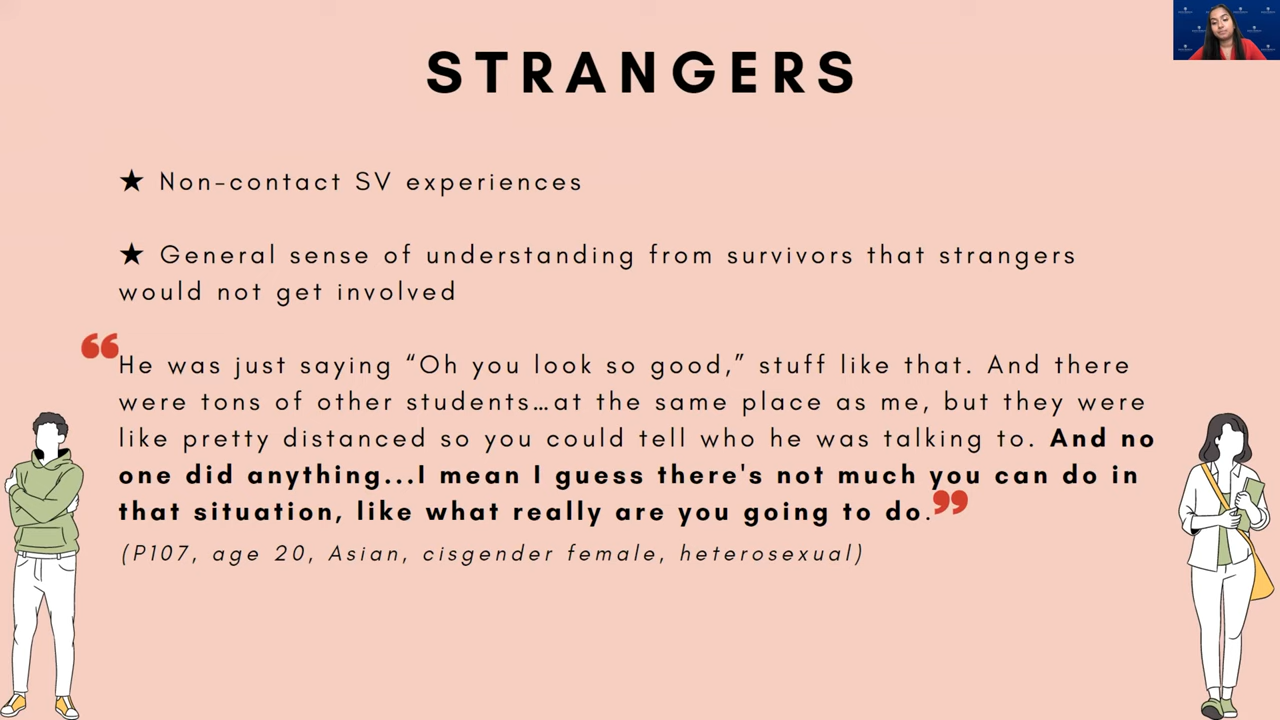 STRANGERS
★ Non-contact SV experiences
★ General sense of understanding from survivors that strangers
would not get involved
“He was just saying “Oh you look so good,” stuff like that. And there
were tons of other students…at the same place as me, but they were
like pretty distanced so you could tell who he was talking to. And no
one did anything...I mean I guess there's not much you can do in
that situation, like what really are you going to do.”
(P107, age 20, Asian, cisgender female, heterosexual)